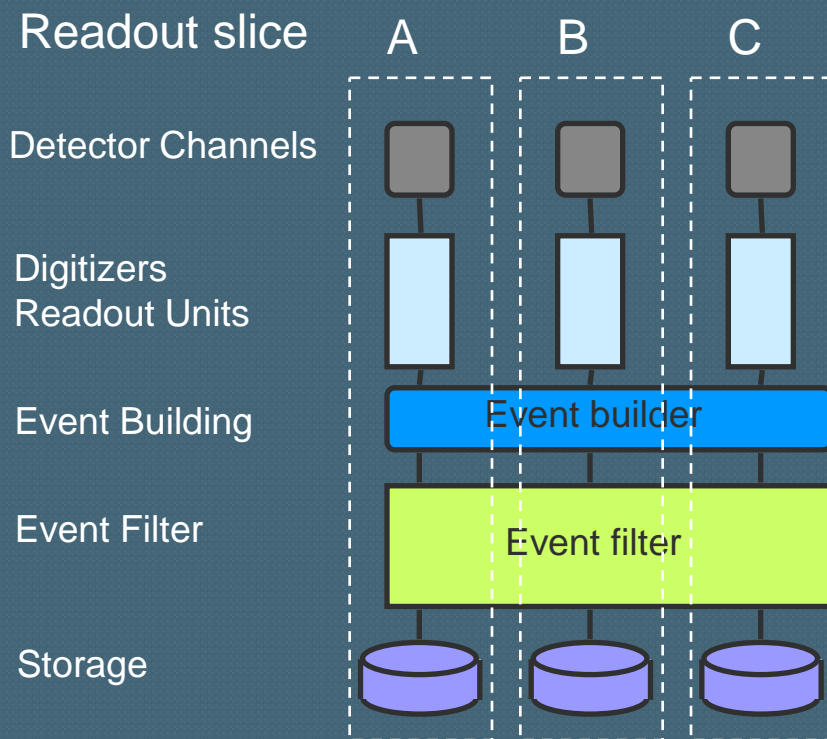 Readout slice A B C
Detector Channels
Digitizers
Readout Units
Event Building Event builder
Event Filter Event filter
Storage